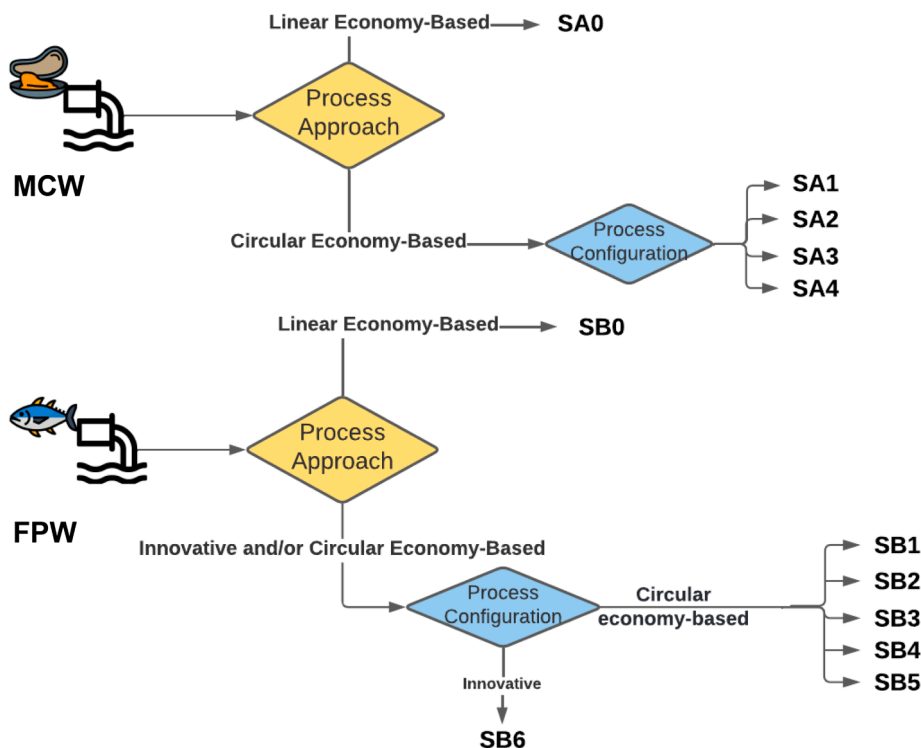 Linear Economy-Based
SA0
Process
Approach
MCW
Circular Economy-Based
Process
Configuration
SA1
SA2
SA3
SA4
Linear Economy-Based
SB0
Process
Approach
FPW
Innovative and/or Circular Economy-Based
Process
Configuration
Circular
economy-based
SB1
SB2
SB3
SB4
SB5
Innovative
SB6